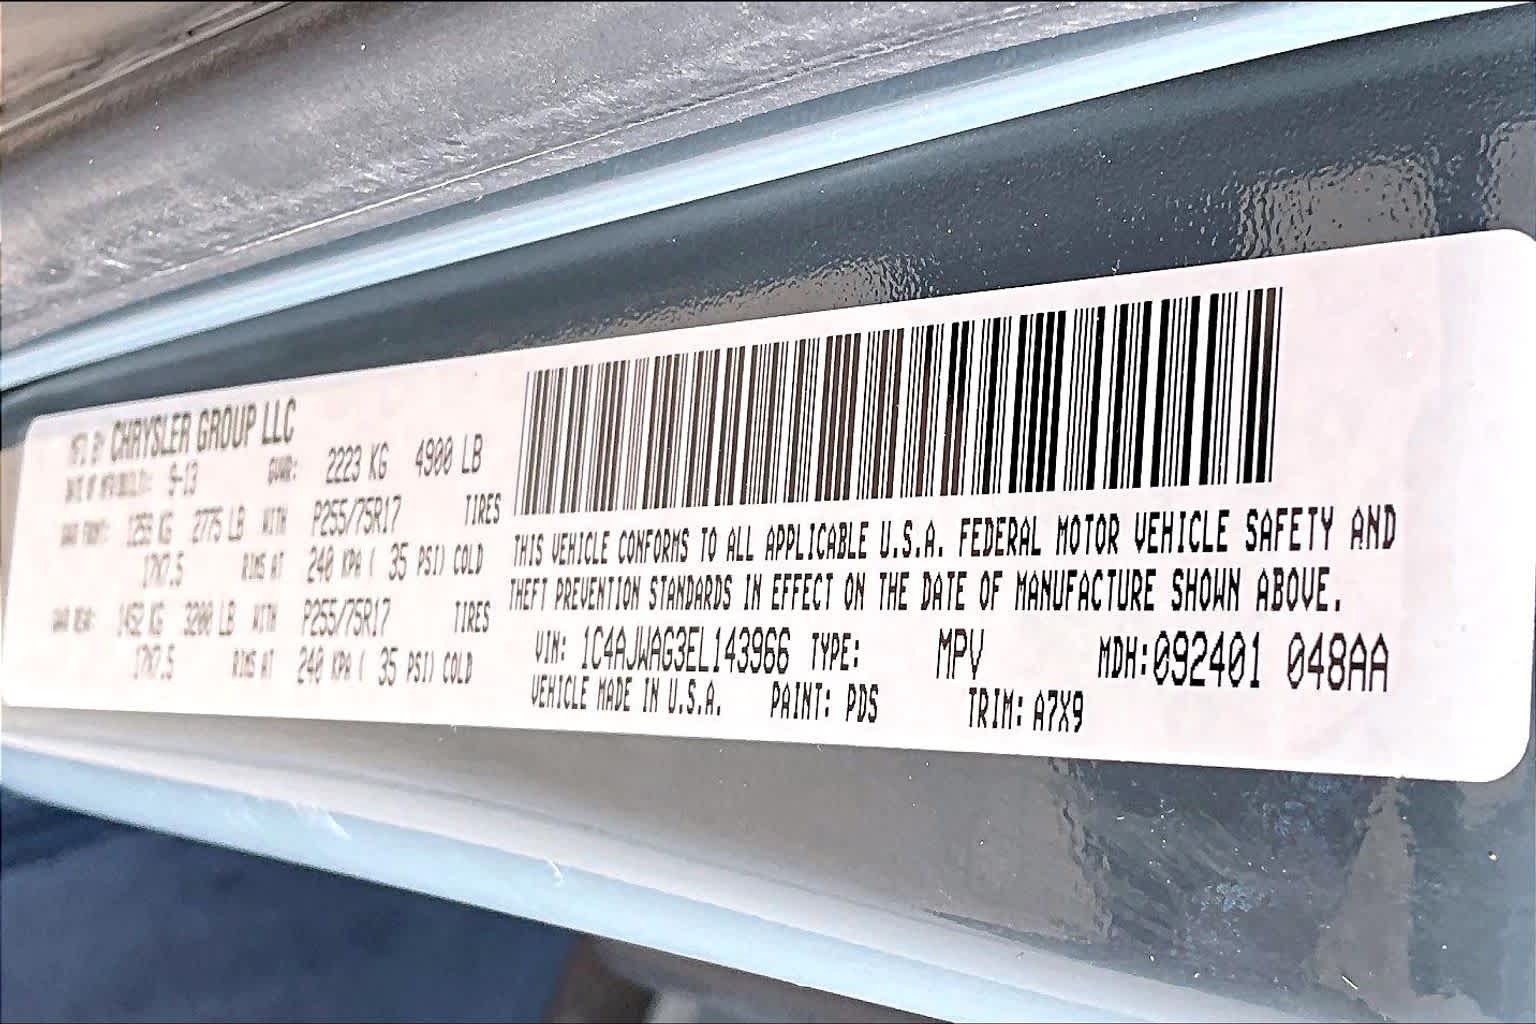 MFD BY CHRYSLER GROUP LLC
DATE OF MFR 9-13 GVWR: 2223 KG 4900 LB
GAWR FRONT: 1259 KG 2775 LB WITH P255/75R17 TIRES
17X7.5 RIMS AT 240 KPA ( 35 PSI) COLD
GAWR REAR: 1452 KG 3200 LB WITH P255/75R17 TIRES
17X7.5 RIMS AT 240 KPA ( 35 PSI) COLD
THIS VEHICLE CONFORMS TO ALL APPLICABLE U.S.A. FEDERAL MOTOR VEHICLE SAFETY AND
THEFT PREVENTION STANDARDS IN EFFECT ON THE DATE OF MANUFACTURE SHOWN ABOVE.
VIN: 1C4AJWAG3EL143966 TYPE: MPV MDH:092401 048AA
VEHICLE MADE IN U.S.A. PAINT: PDS TRIM: A7X9